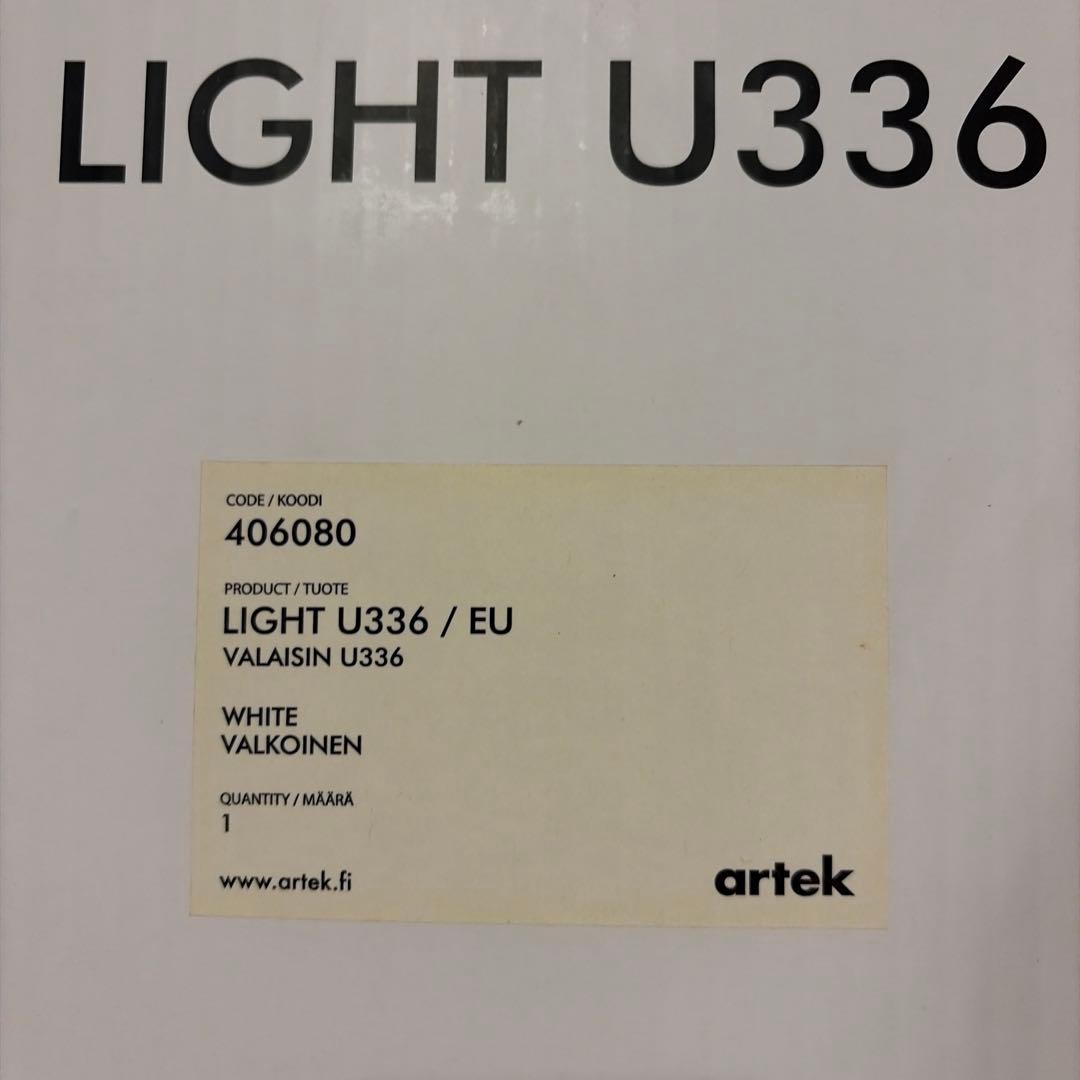 LIGHT U336
CODE / KOODI
406080
PRODUCT / TUOTE
LIGHT U336 / EU
VALAISIN U336
WHITE
VALKOINEN
QUANTITY / MÄÄRÄ
1
www.artek.fi
artek